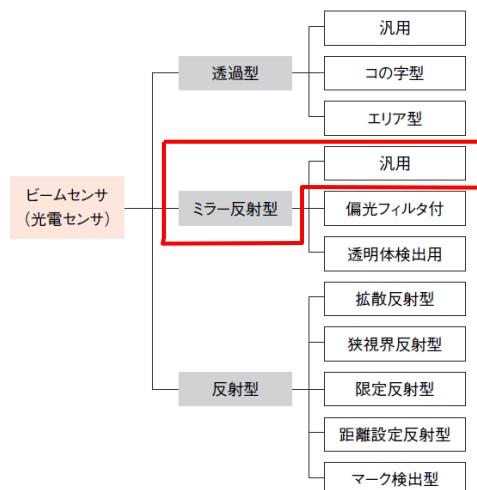 汎用
透過型
コの字型
エリア型
汎用
ビームセンサ
（光電センサ）
ミラー反射型
偏光フィルタ付
透明体検出用
拡散反射型
狭視界反射型
反射型
限定反射型
距離設定反射型
マーク検出型